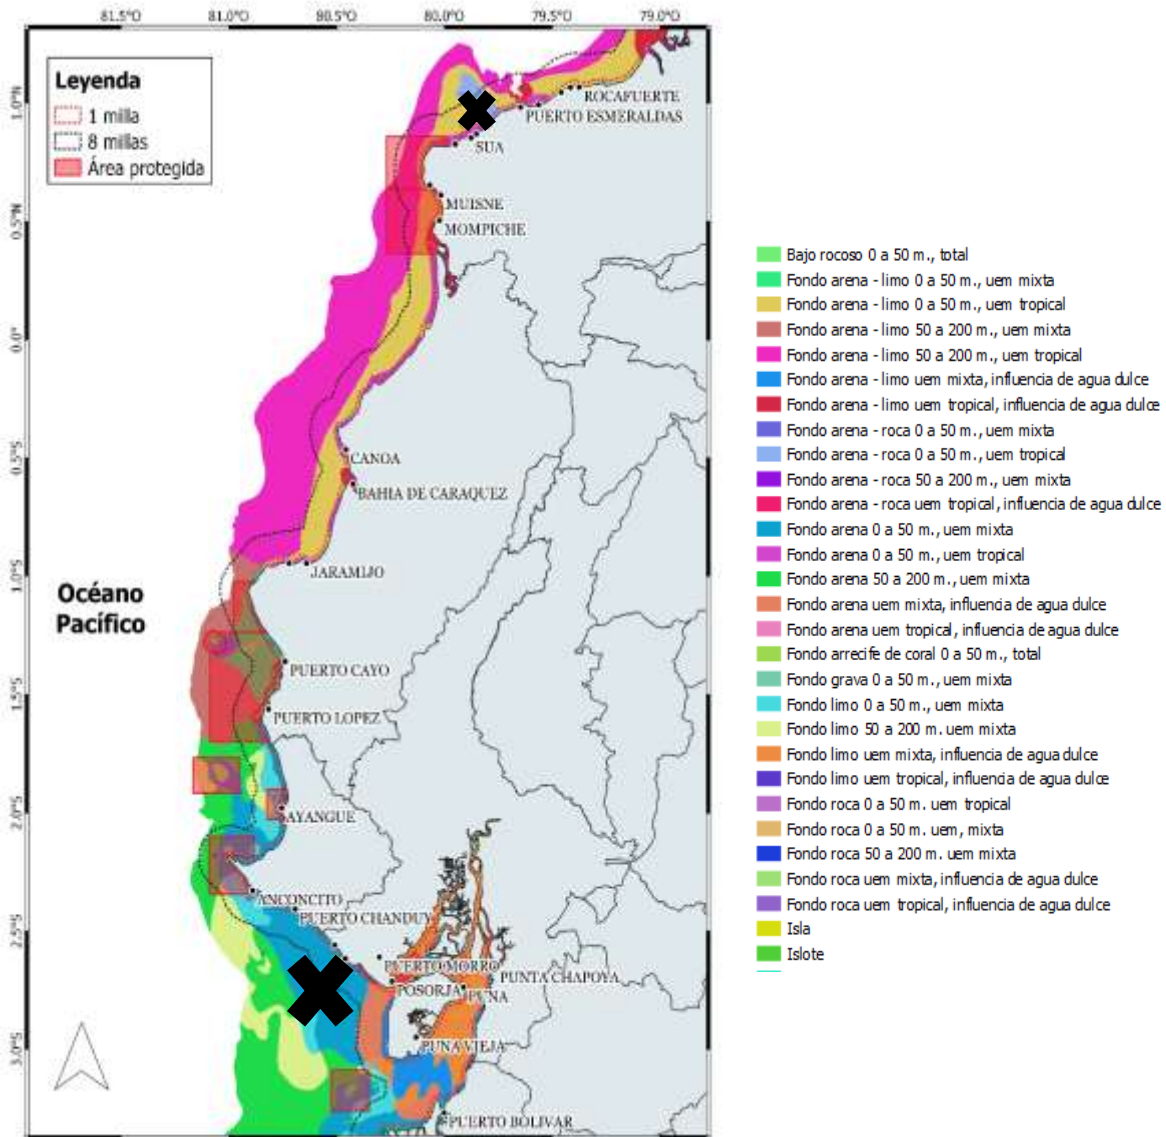 81.5°O 81.0°O 80.5°O 80.0°O 79.5°O 79.0°O
Leyenda
1 milla
8 millas
Área protegida
1.0°N
ROCAFUERTE
PUERTO ESMERALDAS
SUA
0.5°N
MUISNE
MOMPICHE
0.0°
0.5°S
CANOA
BAHIA DE CARAQUEZ
1.0°S
JARAMIJO
Océano
Pacífico
PUERTO CAYO
1.5°S
PUERTO LOPEZ
2.0°S
AYANGUE
ANCONCITO
PUERTO CHANDUY
2.5°S
PUERTO MORRO
PUNTA CHAPOYA
POSORJA
PUNA
3.0°S
PUNA VIEJA
PUERTO BOLIVAR
Bajo rocoso 0 a 50 m., total
Fondo arena - limo 0 a 50 m., uem mixta
Fondo arena - limo 0 a 50 m., uem tropical
Fondo arena - limo 50 a 200 m., uem mixta
Fondo arena - limo 50 a 200 m., uem tropical
Fondo arena - limo uem mixta, influencia de agua dulce
Fondo arena - limo uem tropical, influencia de agua dulce
Fondo arena - roca 0 a 50 m., uem mixta
Fondo arena - roca 0 a 50 m., uem tropical
Fondo arena - roca 50 a 200 m., uem mixta
Fondo arena - roca uem tropical, influencia de agua dulce
Fondo arena 0 a 50 m., uem mixta
Fondo arena 0 a 50 m., uem tropical
Fondo arena 50 a 200 m., uem mixta
Fondo arena uem mixta, influencia de agua dulce
Fondo arena uem tropical, influencia de agua dulce
Fondo arrecife de coral 0 a 50 m., total
Fondo grava 0 a 50 m., uem mixta
Fondo limo 0 a 50 m., uem mixta
Fondo limo 50 a 200 m. uem mixta
Fondo limo uem mixta, influencia de agua dulce
Fondo limo uem tropical, influencia de agua dulce
Fondo roca 0 a 50 m. uem tropical
Fondo roca 0 a 50 m. uem, mixta
Fondo roca 50 a 200 m. uem mixta
Fondo roca uem mixta, influencia de agua dulce
Fondo roca uem tropical, influencia de agua dulce
Isla
Islote